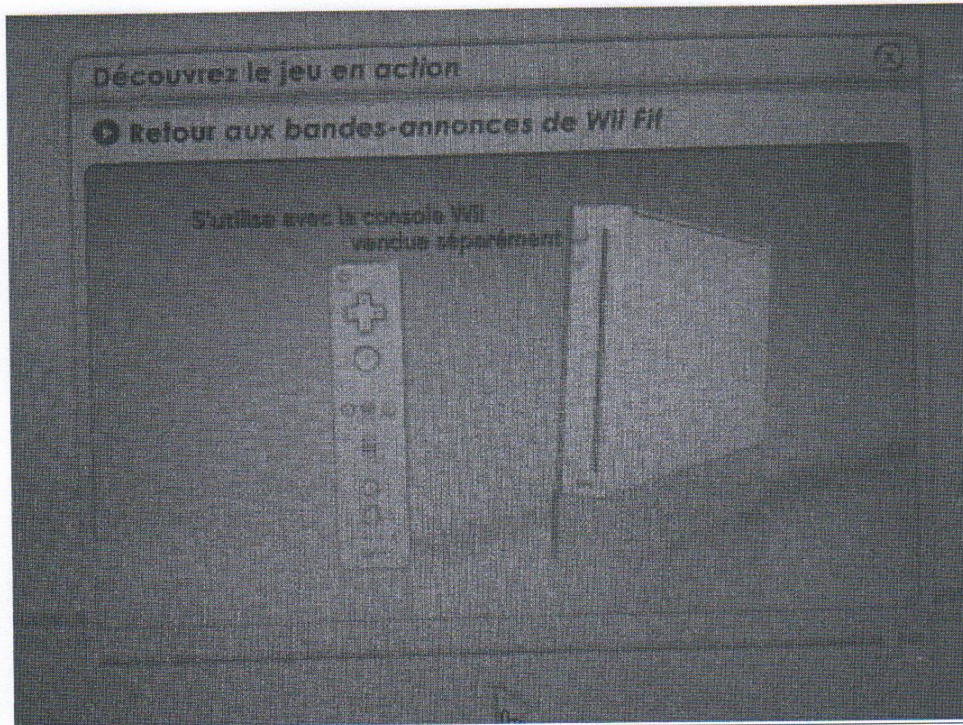 Découvrez le jeu en action
Retour aux bandes-annonces de Wii Fit
S'utilise avec la console Wii
vendue séparément